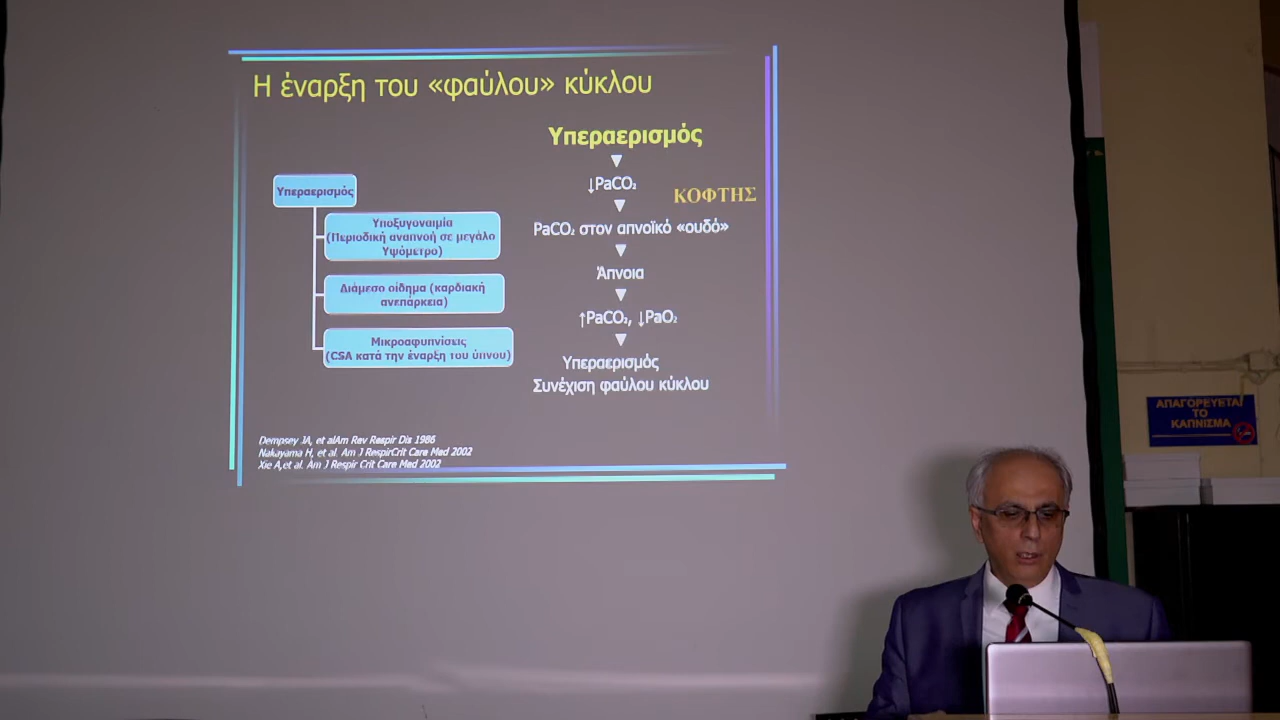 Η έναρξη του «φαύλου» κύκλου
Υπεραερισμός
Υποξυγοναιμία
(Περιοδική αναπνοή σε μεγάλο
Υψόμετρο)
Διάμεσο οίδημα (καρδιακή
ανεπάρκεια)
Μικροαφυπνίσεις
(CSA κατά την έναρξη του ύπνου)
Υπεραερισμός
↓PaCO₂
ΚΟΦΤΗΣ
PaCO₂ στον απνοϊκό «ουδό»
Άπνοια
↑PaCO₂, ↓PaO₂
Υπεραερισμός
Συνέχιση φαύλου κύκλου
Dempsey JA, et alAm Rev Respir Dis 1986
Nakayama H, et al. Am J RespirCrit Care Med 2002
Xie A,et al. Am J Respir Crit Care Med 2002
ΑΠΑΓΟΡΕΥΕΤΑΙ
ΤΟ
ΚΑΠΝΙΣΜΑ